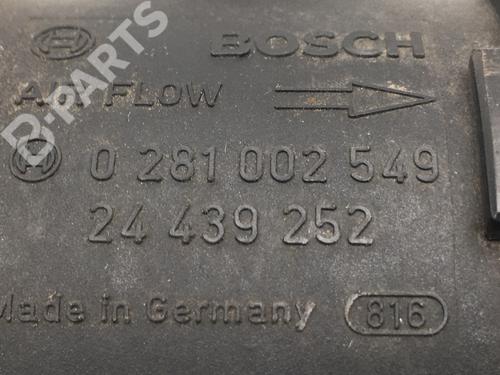 BOSCH
AIR FLOW
0 281 002 549
24 439 252
Made in Germany 816
B-PARTS